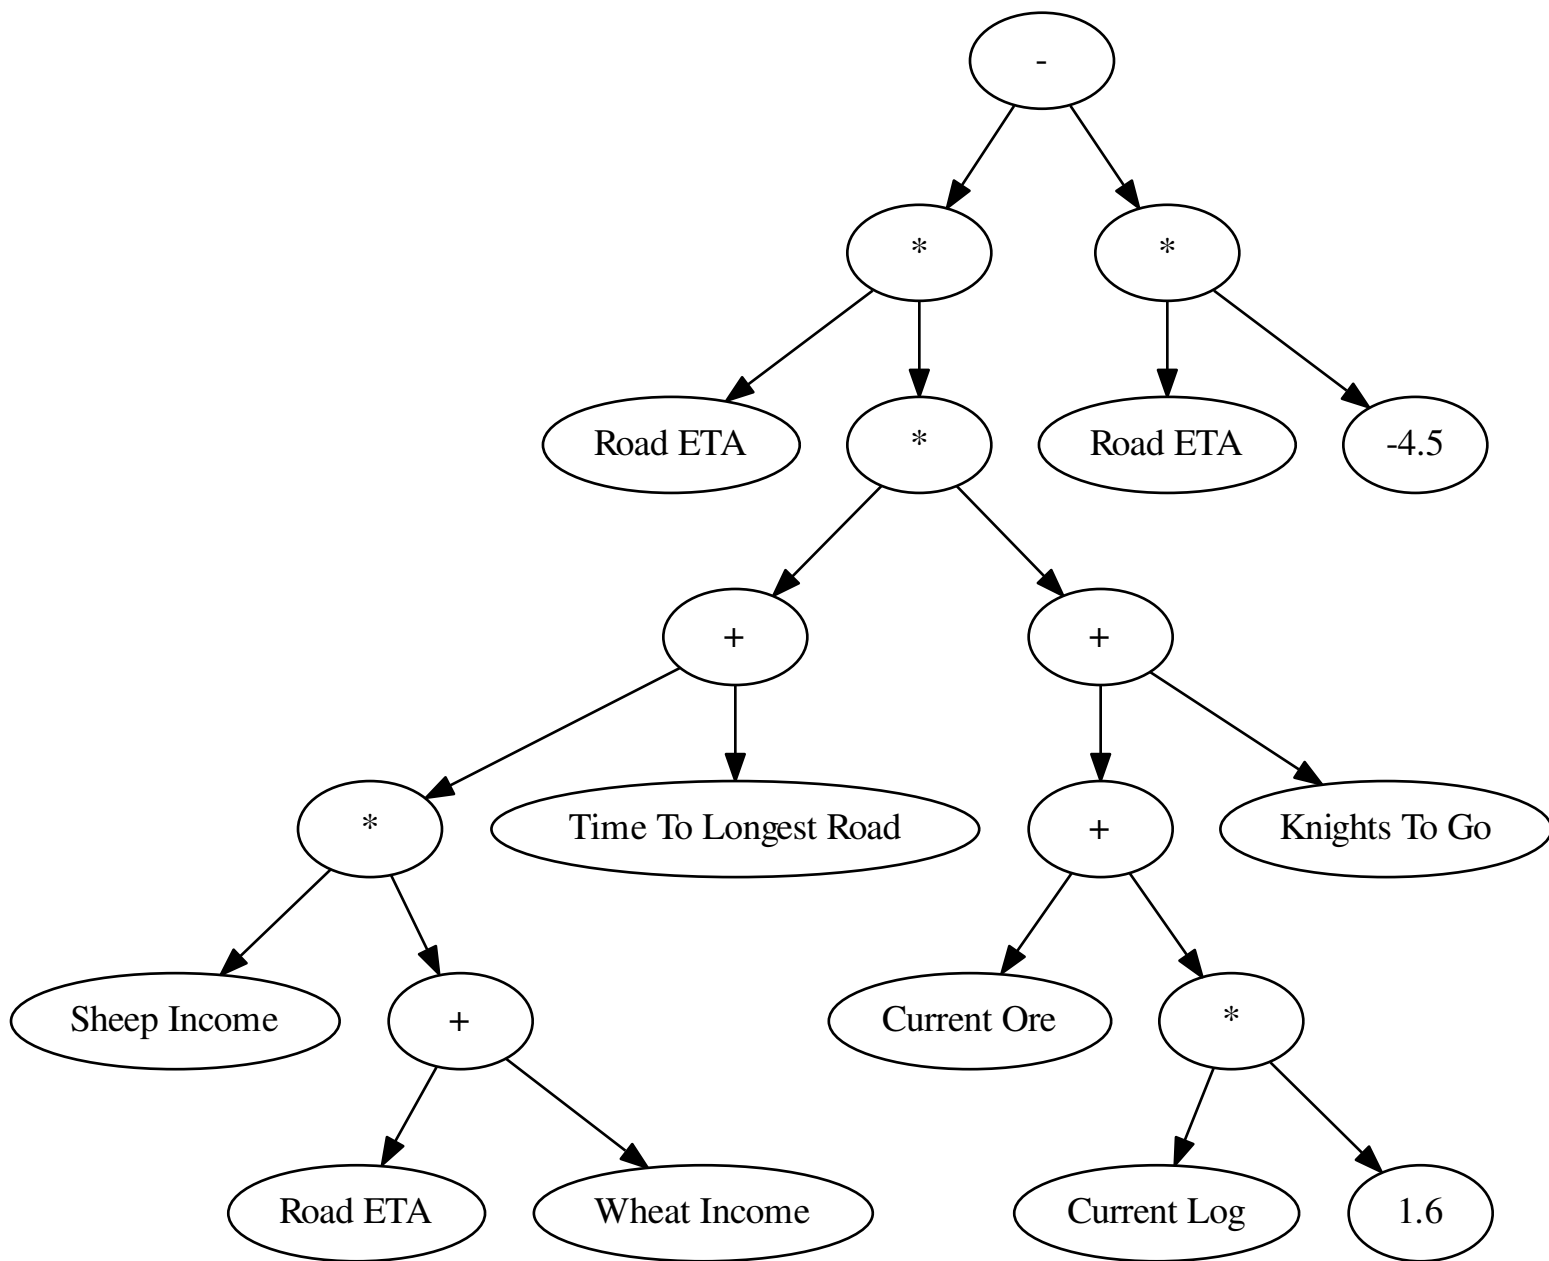 -
*
*
Road ETA
*
Road ETA
-4.5
+
+
*
Time To Longest Road
+
Knights To Go
Sheep Income
+
Current Ore
*
Road ETA
Wheat Income
Current Log
1.6